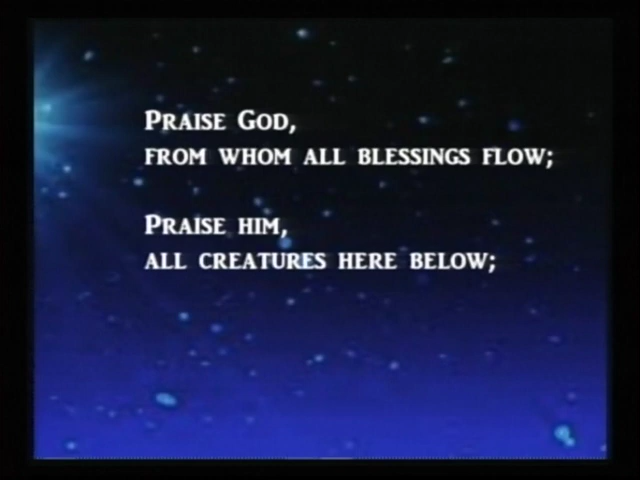 Praise God,
from whom all blessings flow;
Praise him,
all creatures here below;